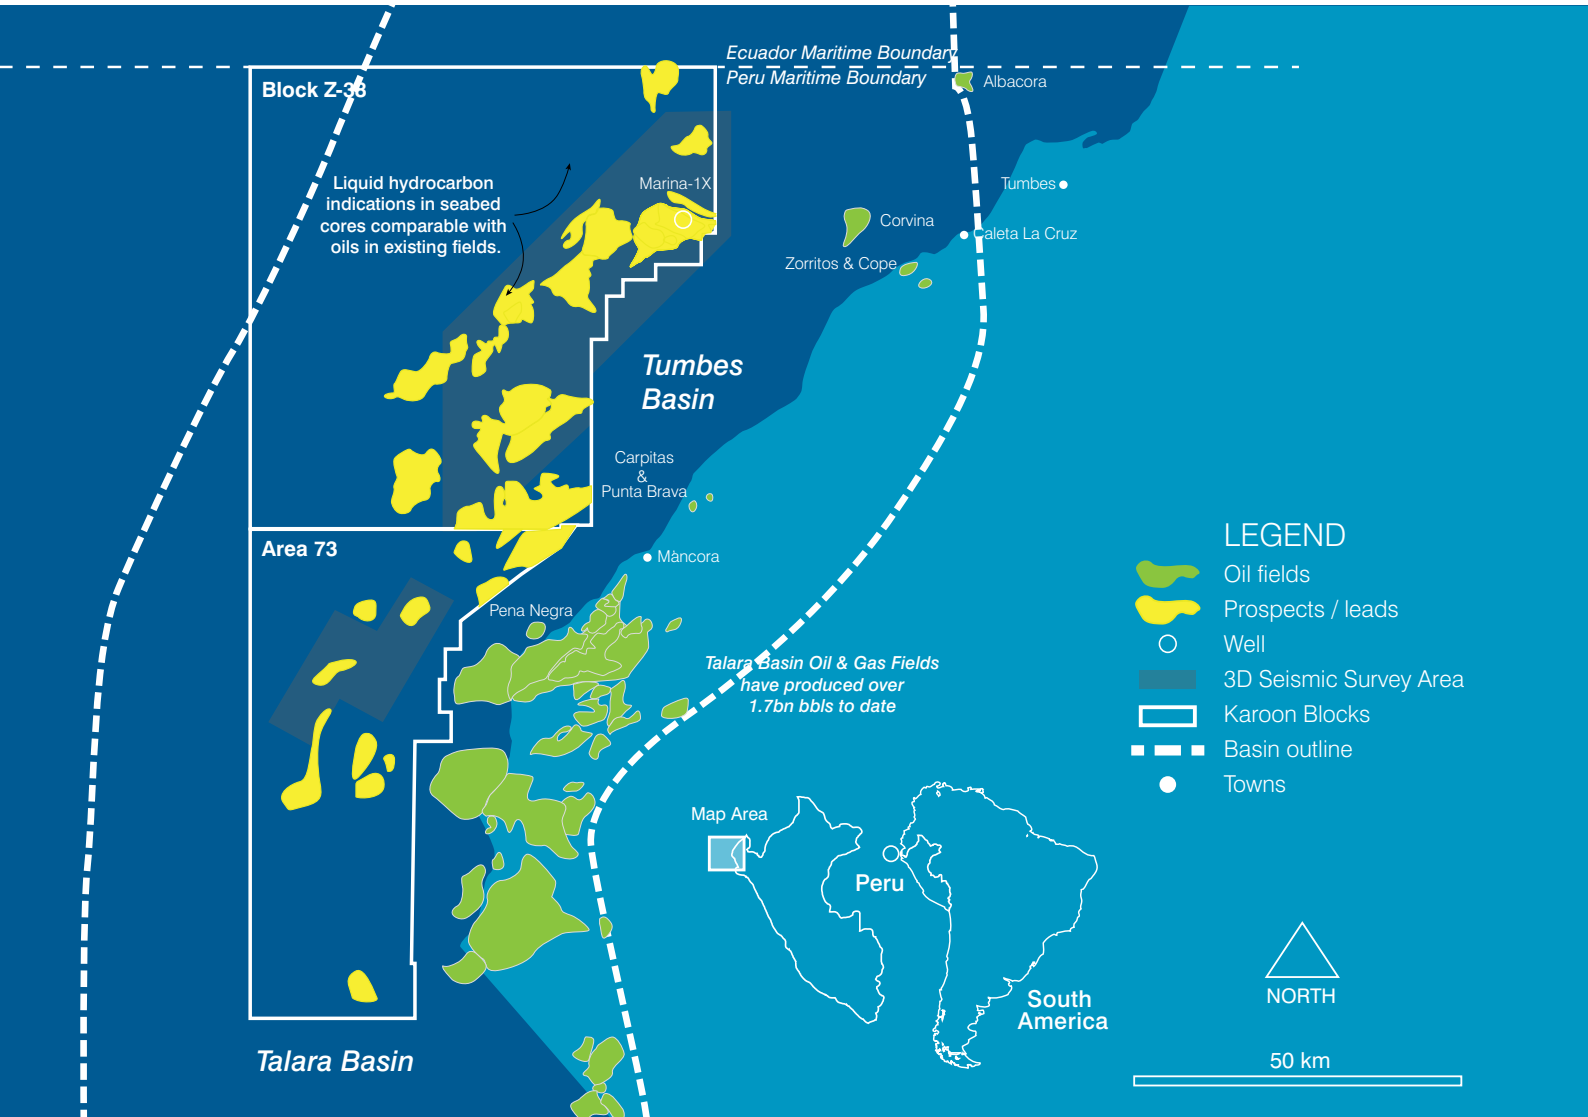 Ecuador Maritime Boundary
Peru Maritime Boundary
Block Z-38
Albacora
Liquid hydrocarbon
indications in seabed
cores comparable with
oils in existing fields.
Marina-1X
Tumbes
Corvina
Caleta La Cruz
Zorritos & Cope
Tumbes
Basin
Carpitas
&
Punta Brava
Area 73
Màncora
Pena Negra
Talara Basin Oil & Gas Fields
have produced over
1.7bn bbls to date
LEGEND
Oil fields
Prospects / leads
Well
3D Seismic Survey Area
Karoon Blocks
Basin outline
Towns
Map Area
Peru
South
America
NORTH
50 km
Talara Basin